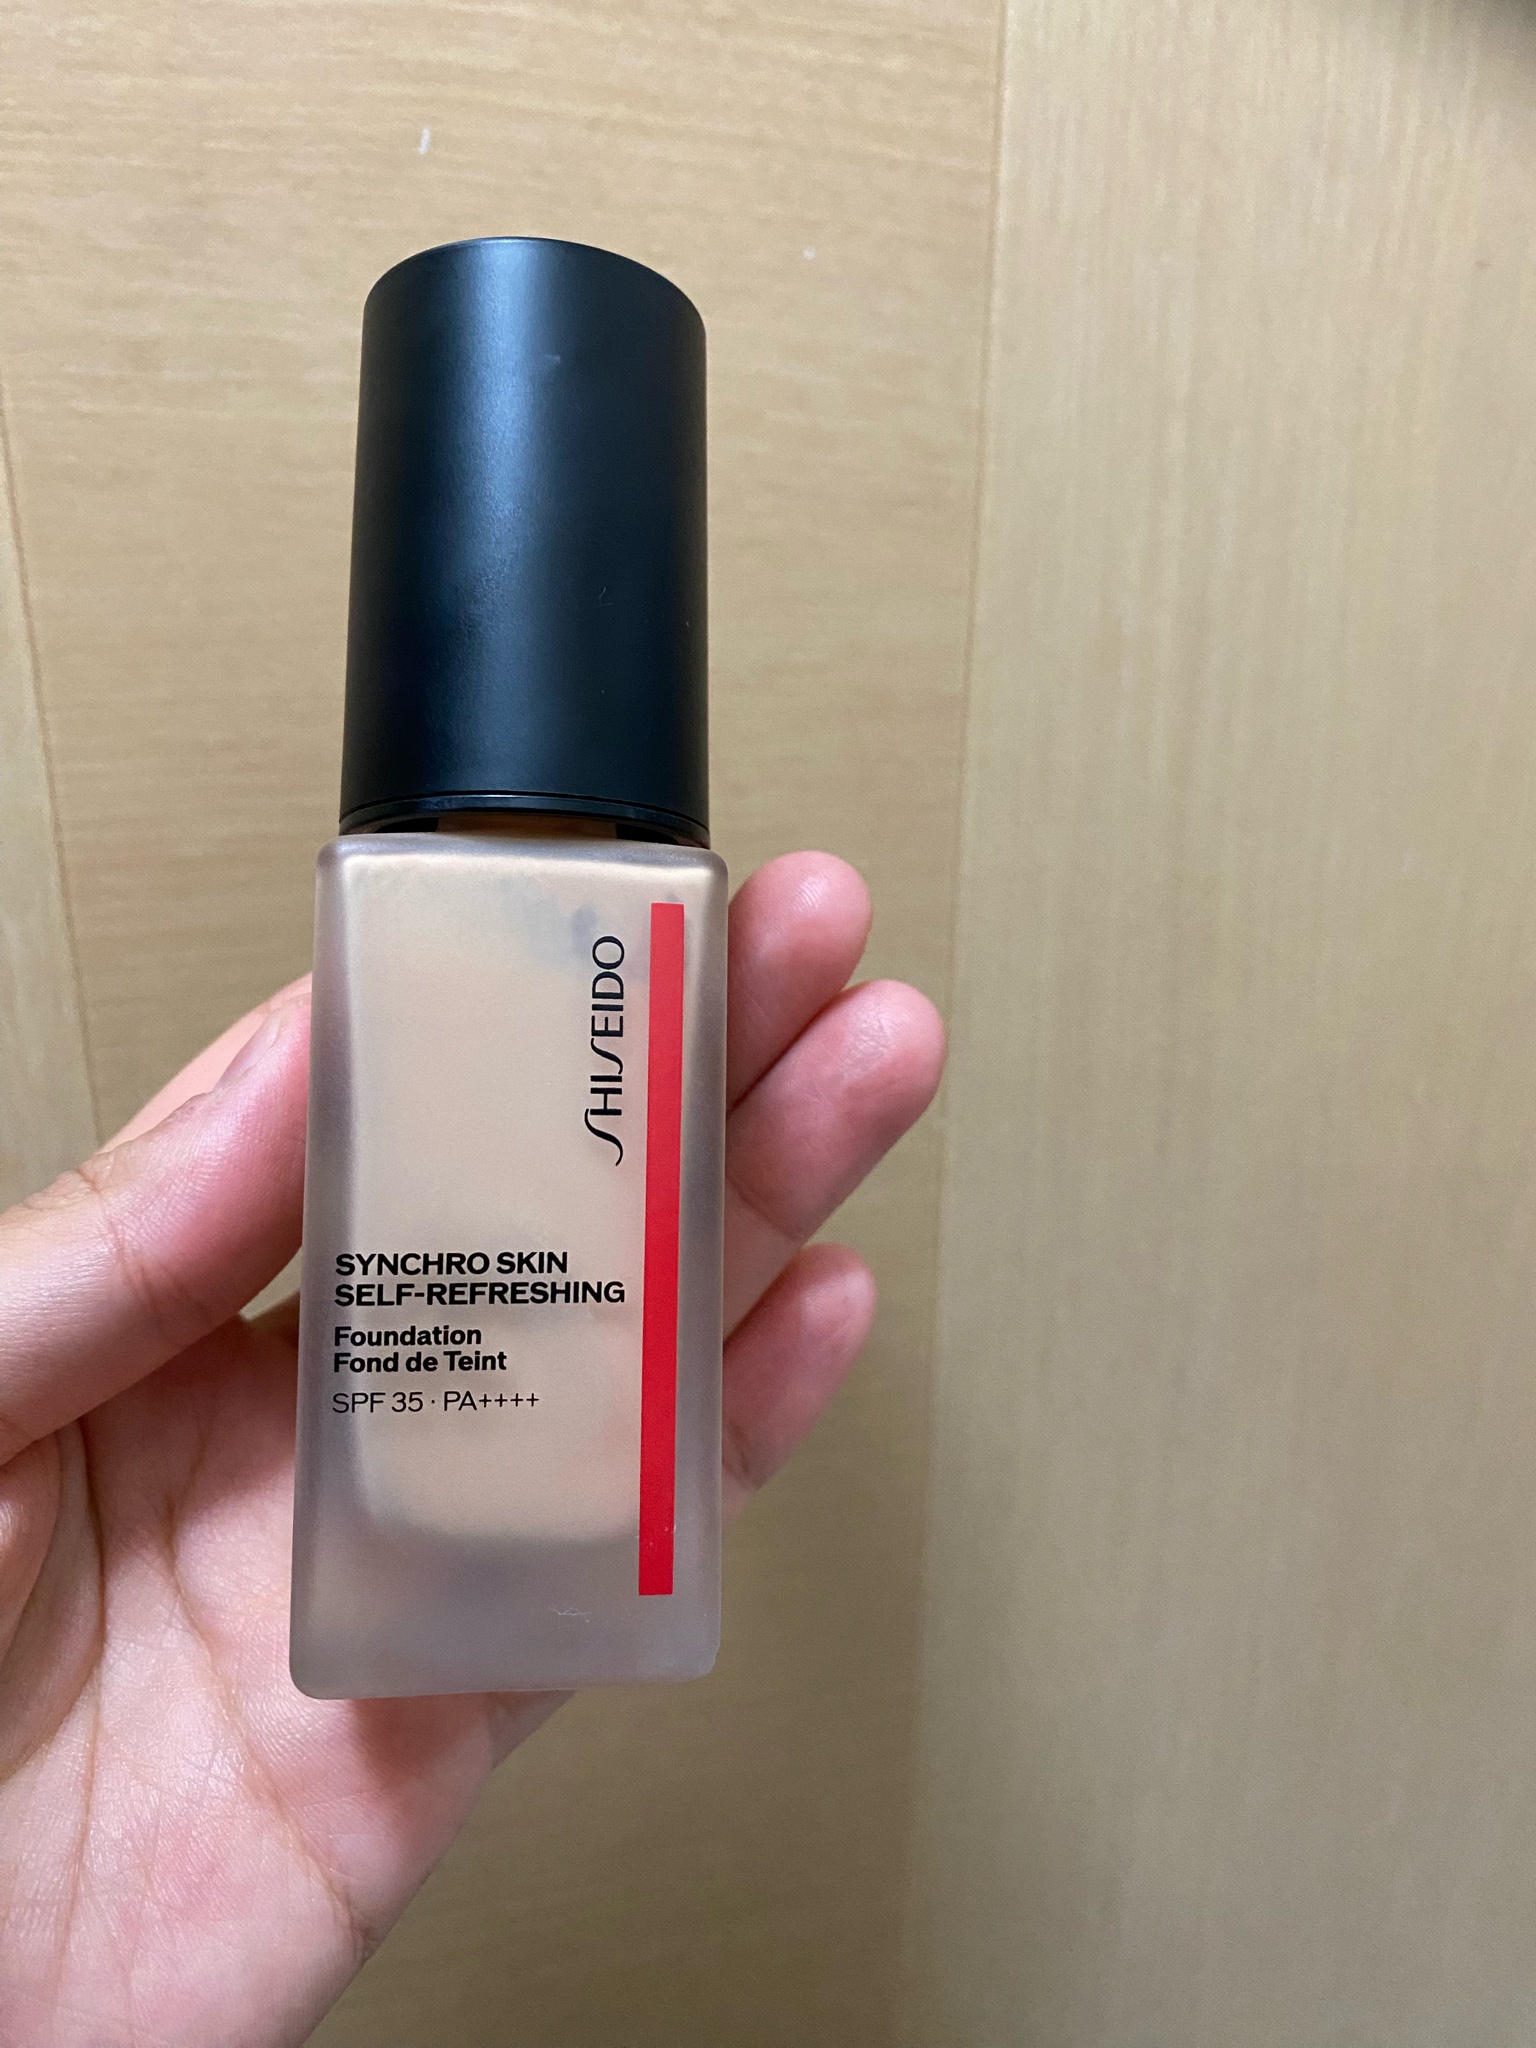 SHISEIDO
SYNCHRO SKIN
SELF-REFRESHING
Foundation
Fond de Teint
SPF 35 · PA++++